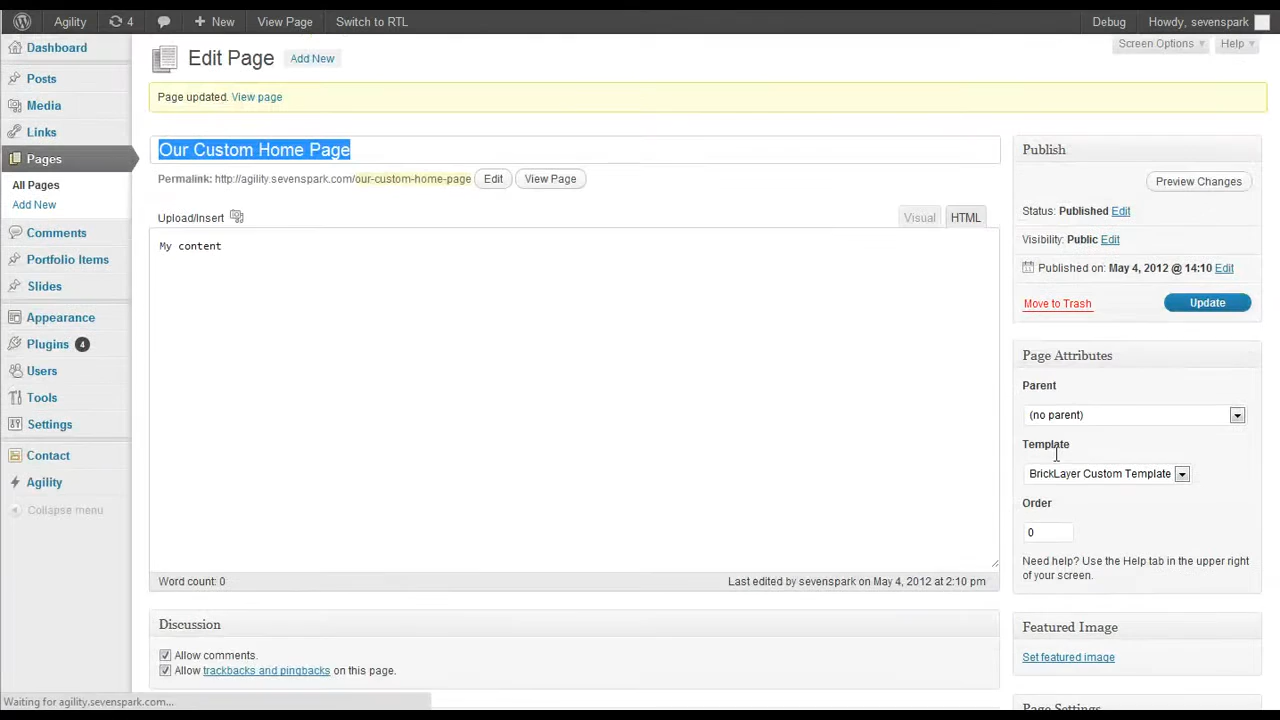 Agility 4 New View Page Switch to RTL Debug Howdy, sevenspark
Screen Options Help
Dashboard
Posts
Media
Links
Pages
All Pages
Add New
Comments
Portfolio Items
Slides
Appearance
Plugins 4
Users
Tools
Settings
Contact
Agility
Collapse menu
Edit Page Add New
Page updated. View page
Our Custom Home Page
Permalink: http://agility.sevenspark.com/our-custom-home-page Edit View Page
Upload/Insert Visual HTML
My content
Word count: 0 Last edited by sevenspark on May 4, 2012 at 2:10 pm
Discussion
Allow comments.
Allow trackbacks and pingbacks on this page.
Publish
Preview Changes
Status: Published Edit
Visibility: Public Edit
Published on: May 4, 2012 @ 14:10 Edit
Move to Trash Update
Page Attributes
Parent
(no parent)
Template
BrickLayer Custom Template
Order
0
Need help? Use the Help tab in the upper right
of your screen.
Featured Image
Set featured image
Page Settings
Waiting for agility.sevenspark.com...